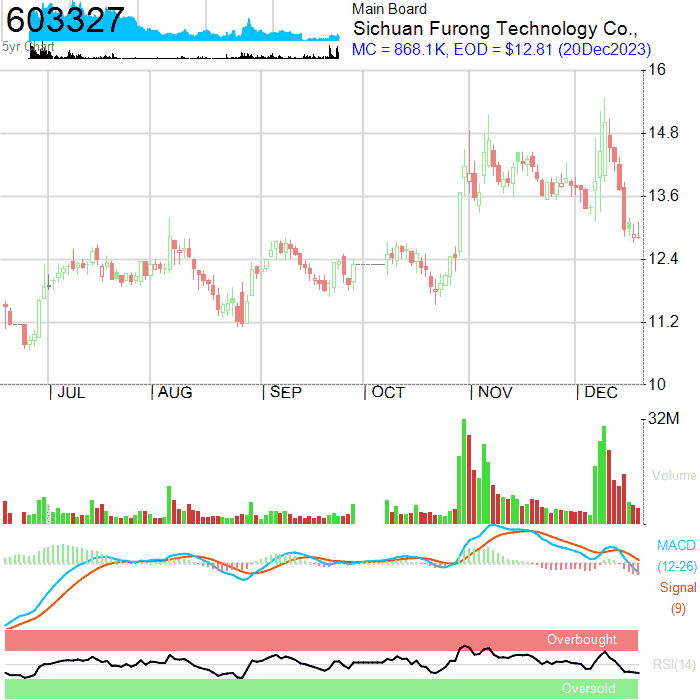 603327
5yr Chart
Main Board
Sichuan Furong Technology Co.,
MC = 868.1K, EOD = $12.81 (20Dec2023)
16
14.8
13.6
12.4
11.2
10
JUL
AUG
SEP
OCT
NOV
DEC
32M
Volume
MACD
(12-26)
Signal
(9)
Overbought
RSI(14)
Oversold